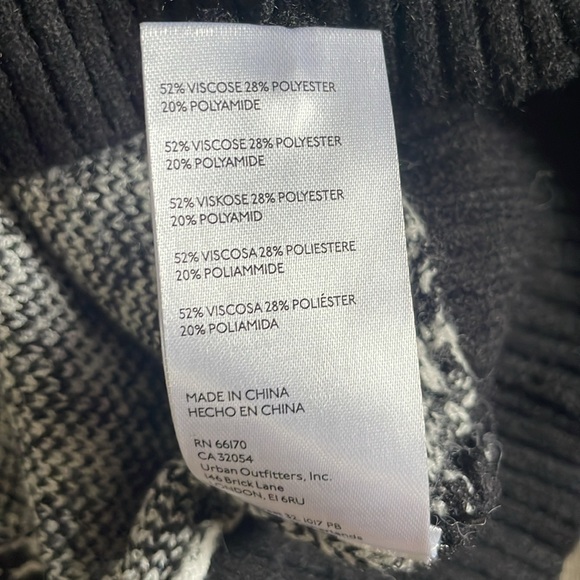 52% VISCOSE 28% POLYESTER
20% POLYAMIDE
52% VISCOSE 28% POLYESTER
20% POLYAMIDE
52% VISKOSE 28% POLYESTER
20% POLYAMID
52% VISCOSA 28% POLIESTERE
20% POLIAMMIDE
52% VISCOSA 28% POLIÉSTER
20% POLIAMIDA
MADE IN CHINA
HECHO EN CHINA
RN 66170
CA 32054
Urban Outfitters, Inc.
146 Brick Lane
LONDON, E1 6RU
1017 PB